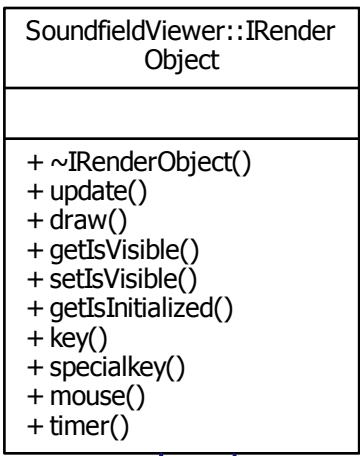 SoundfieldViewer::IRender
Object
+ ~IRenderObject()
+ update()
+ draw()
+ getIsVisible()
+ setIsVisible()
+ getIsInitialized()
+ key()
+ specialkey()
+ mouse()
+ timer()